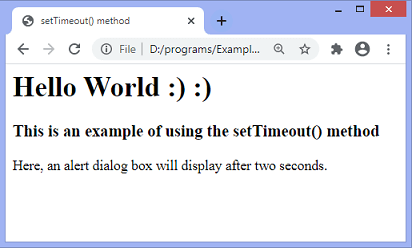 setTimeout() method
File | D:/programs/Exampl...
Hello World :) :)
This is an example of using the setTimeout() method
Here, an alert dialog box will display after two seconds.